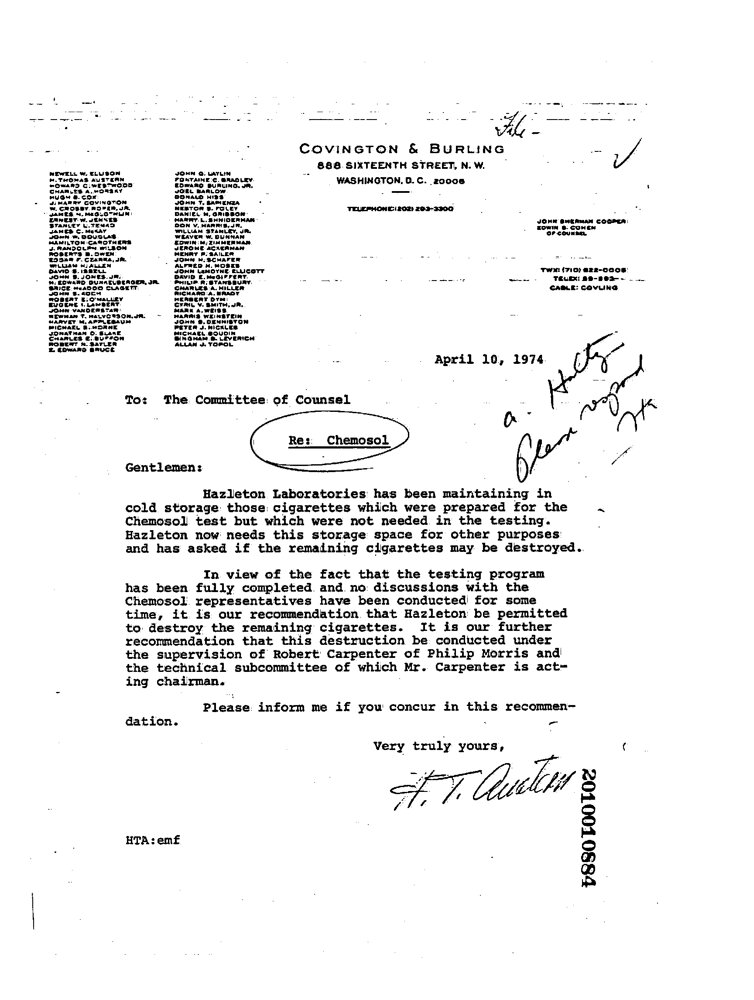 File -
COVINGTON & BURLING
888 SIXTEENTH STREET, N. W.
WASHINGTON, D. C. 20006
TELEPHONE: (202) 293-3300
NEWELL W. ELLISON
H. THOMAS AUSTERN
HOWARD C. WESTWOOD
CHARLES A. HORSKY
HUGH B. COX
J. HARRY COVINGTON
W. CROSBY ROPER, JR.
JAMES H. McGLOTHLIN
ERNEST W. JENNES
STANLEY L. TEMKO
JAMES C. McKAY
JOHN W. DOUGLAS
HAMILTON CAROTHERS
J. RANDOLPH WILSON
ROBERTS B. OWEN
EDGAR F. CZARRA, JR.
WILLIAM H. ALLEN
DAVID B. ISBELL
JOHN B. JONES, JR.
H. EDWARD DUNKELBERGER, JR.
BRICE McADOO CLAGETT
JOHN S. KOCH
ROBERT E. O'MALLEY
EUGENE I. LAMBERT
JOHN VANDERSTAR
NEWMAN T. HALVORSON, JR.
HARVEY M. APPLEBAUM
MICHAEL S. HORNE
JONATHAN D. BLAKE
CHARLES E. BUFFON
ROBERT N. SAYLER
E. EDWARD BRUCE
JOHN G. LAYLIN
FONTAINE C. BRADLEY
EDWARD BURLING, JR.
JOEL BARLOW
DONALD HISS
JOHN T. SAPIENZA
NESTOR S. FOLEY
DANIEL M. GRIBBON
HARRY L. SHNIDERMAN
DON V. HARRIS, JR.
WILLIAM STANLEY, JR.
WEAVER W. DUNNAN
EDWIN M. ZIMMERMAN
JEROME ACKERMAN
HENRY P. SAILER
JOHN H. SCHAFER
ALFRED H. MOSES
JOHN LEMOYNE ELLICOTT
DAVID E. McGIFFERT
PHILIP R. STANSBURY
CHARLES A. MILLER
RICHARD A. BRADY
HERBERT DYM
CYRIL V. SMITH, JR.
MARK A. WEISS
HARRIS WEINSTEIN
JOHN B. DENNISTON
PETER J. NICKLES
MICHAEL BOUDIN
BINGHAM B. LEVERICH
ALLAN J. TOPOL
JOHN SHERMAN COOPER
EDWIN S. COHEN
OF COUNSEL
TWX: (710) 822-0005
TELEX: 89-593
CABLE: COVLING
April 10, 1974
a. Holtz
Please respond
To: The Committee of Counsel
Re: Chemosol
Gentlemen:
Hazleton Laboratories has been maintaining in
cold storage those cigarettes which were prepared for the
Chemosol test but which were not needed in the testing.
Hazleton now needs this storage space for other purposes
and has asked if the remaining cigarettes may be destroyed.
In view of the fact that the testing program
has been fully completed and no discussions with the
Chemosol representatives have been conducted for some
time, it is our recommendation that Hazleton be permitted
to destroy the remaining cigarettes. It is our further
recommendation that this destruction be conducted under
the supervision of Robert Carpenter of Philip Morris and
the technical subcommittee of which Mr. Carpenter is act-
ing chairman.
Please inform me if you concur in this recommen-
dation.
Very truly yours,
H. T. Austern
HTA:emf
2010010884